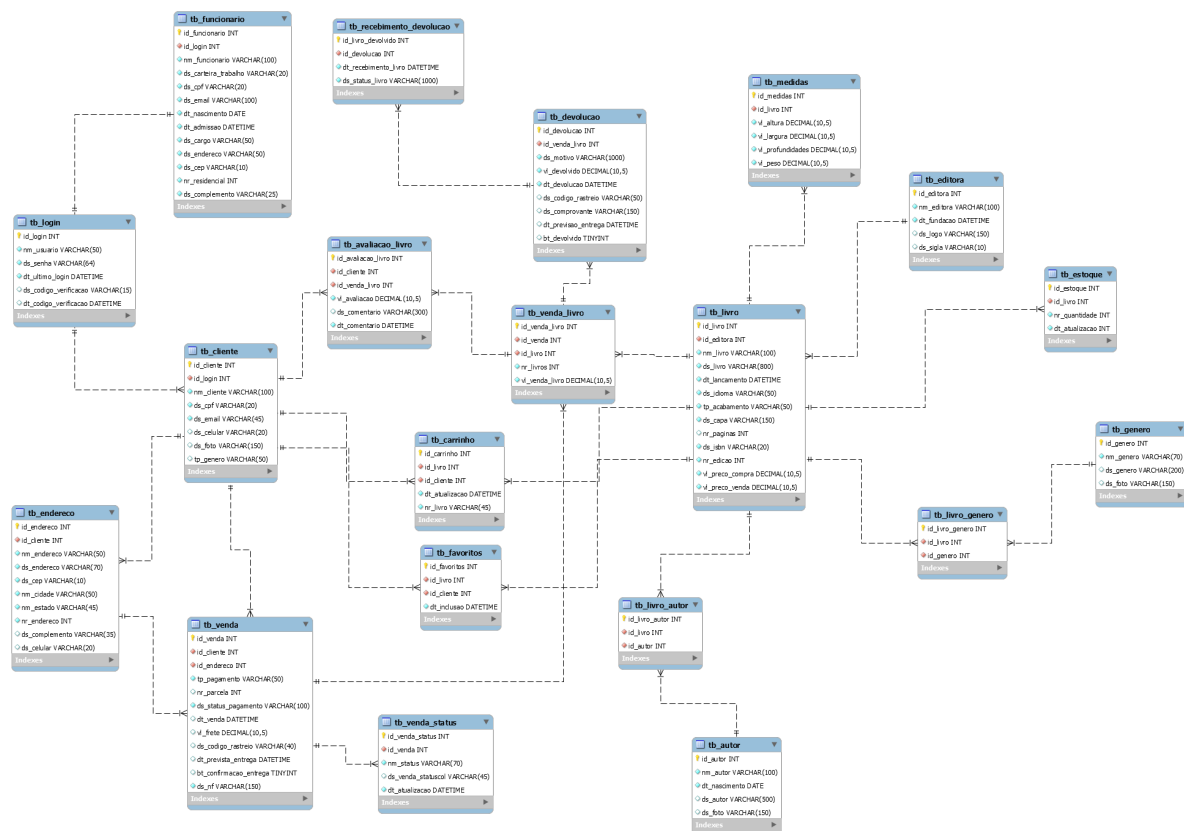 tb_funcionario
id_funcionario INT
id_login INT
nm_funcionario VARCHAR(100)
ds_carteira_trabalho VARCHAR(20)
ds_cpf VARCHAR(20)
ds_email VARCHAR(100)
dt_nascimento DATE
dt_admissao DATETIME
ds_cargo VARCHAR(50)
ds_endereco VARCHAR(50)
ds_cep VARCHAR(10)
nr_residencial INT
ds_complemento VARCHAR(25)
Indexes
tb_recebimento_devolucao
id_livro_devolvido INT
id_devolucao INT
dt_recebimento_livro DATETIME
ds_status_livro VARCHAR(1000)
Indexes
tb_devolucao
id_devolucao INT
id_venda_livro INT
ds_motivo VARCHAR(1000)
vl_devolvido DECIMAL(10,5)
dt_devolucao DATETIME
ds_codigo_rastreio VARCHAR(50)
ds_comprovante VARCHAR(150)
dt_previsao_entrega DATETIME
bt_devolvido TINYINT
Indexes
tb_medidas
id_medidas INT
id_livro INT
vl_altura DECIMAL(10,5)
vl_largura DECIMAL(10,5)
vl_profundidades DECIMAL(10,5)
vl_peso DECIMAL(10,5)
Indexes
tb_editora
id_editora INT
nm_editora VARCHAR(100)
dt_fundacao DATETIME
ds_logo VARCHAR(150)
ds_sigla VARCHAR(10)
Indexes
tb_login
id_login INT
nm_usuario VARCHAR(50)
ds_senha VARCHAR(64)
dt_ultimo_login DATETIME
ds_codigo_verificacao VARCHAR(15)
dt_codigo_verificacao DATETIME
Indexes
tb_avaliacao_livro
id_avaliacao_livro INT
id_cliente INT
id_venda_livro INT
vl_avaliacao DECIMAL(10,5)
ds_comentario VARCHAR(300)
dt_comentario DATETIME
Indexes
tb_estoque
id_estoque INT
id_livro INT
nr_quantidade INT
dt_atualizacao INT
Indexes
tb_venda_livro
id_venda_livro INT
id_venda INT
id_livro INT
nr_livros INT
vl_venda_livro DECIMAL(10,5)
Indexes
tb_livro
id_livro INT
id_editora INT
nm_livro VARCHAR(100)
ds_livro VARCHAR(800)
dt_lancamento DATETIME
ds_idioma VARCHAR(50)
tp_acabamento VARCHAR(50)
ds_capa VARCHAR(150)
nr_paginas INT
ds_isbn VARCHAR(20)
nr_edicao INT
vl_preco_compra DECIMAL(10,5)
vl_preco_venda DECIMAL(10,5)
Indexes
tb_cliente
id_cliente INT
id_login INT
nm_cliente VARCHAR(100)
ds_cpf VARCHAR(20)
ds_email VARCHAR(45)
ds_celular VARCHAR(20)
ds_foto VARCHAR(150)
tp_genero VARCHAR(50)
Indexes
tb_carrinho
id_carrinho INT
id_livro INT
id_cliente INT
dt_atualizacao DATETIME
nr_livro VARCHAR(45)
Indexes
tb_genero
id_genero INT
nm_genero VARCHAR(70)
ds_genero VARCHAR(200)
ds_foto VARCHAR(150)
Indexes
tb_endereco
id_endereco INT
id_cliente INT
nm_endereco VARCHAR(50)
ds_endereco VARCHAR(70)
ds_cep VARCHAR(10)
nm_cidade VARCHAR(50)
nm_estado VARCHAR(45)
nr_endereco INT
ds_complemento VARCHAR(35)
ds_celular VARCHAR(20)
Indexes
tb_livro_genero
id_livro_genero INT
id_livro INT
id_genero INT
Indexes
tb_favoritos
id_favoritos INT
id_livro INT
id_cliente INT
dt_inclusao DATETIME
Indexes
tb_livro_autor
id_livro_autor INT
id_livro INT
id_autor INT
Indexes
tb_venda
id_venda INT
id_cliente INT
id_endereco INT
tp_pagamento VARCHAR(50)
nr_parcela INT
ds_status_pagamento VARCHAR(100)
dt_venda DATETIME
vl_frete DECIMAL(10,5)
ds_codigo_rastreio VARCHAR(40)
dt_prevista_entrega DATETIME
bt_confirmacao_entrega TINYINT
ds_nf VARCHAR(150)
Indexes
tb_venda_status
id_venda_status INT
id_venda INT
nm_status VARCHAR(70)
ds_venda_statuscol VARCHAR(45)
dt_atualizacao DATETIME
Indexes
tb_autor
id_autor INT
nm_autor VARCHAR(100)
dt_nascimento DATE
ds_autor VARCHAR(500)
ds_foto VARCHAR(150)
Indexes